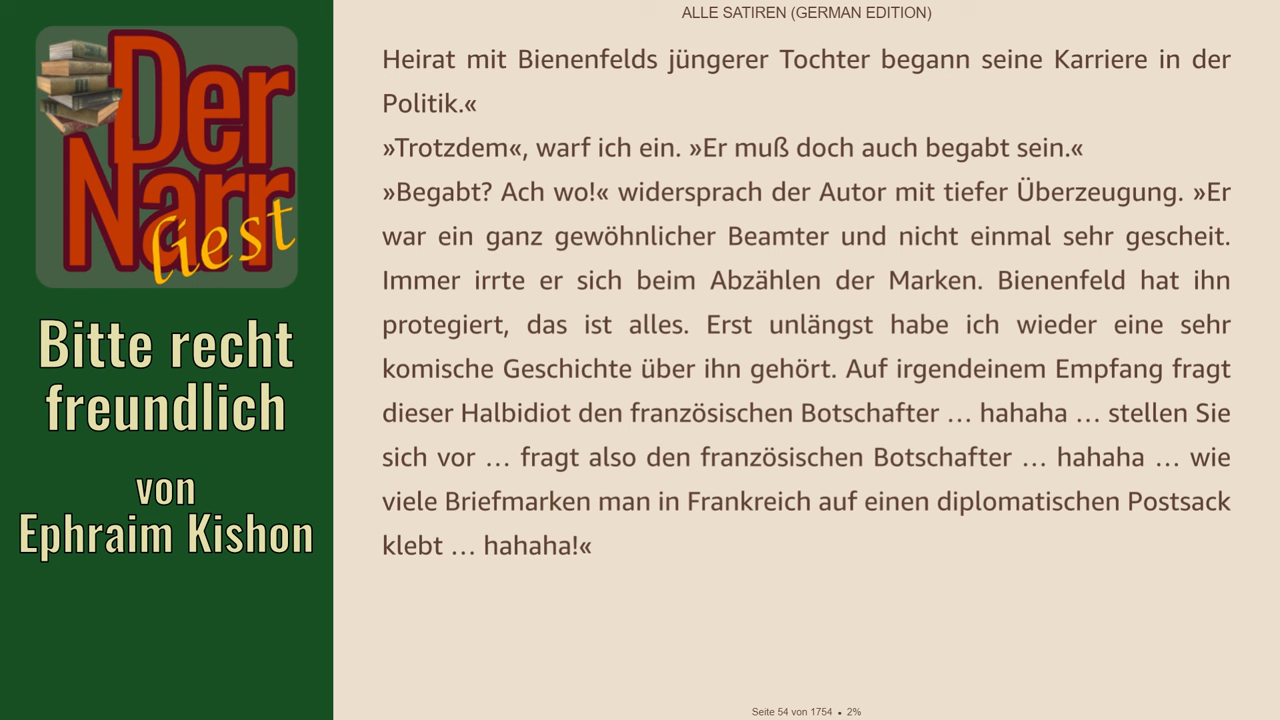 Der
Narr
liest
Bitte recht
freundlich
von
Ephraim Kishon
ALLE SATIREN (GERMAN EDITION)
Heirat mit Bienenfelds jüngerer Tochter begann seine Karriere in der
Politik.«
»Trotzdem«, warf ich ein. »Er muß doch auch begabt sein.«
»Begabt? Ach wo!« widersprach der Autor mit tiefer Überzeugung. »Er
war ein ganz gewöhnlicher Beamter und nicht einmal sehr gescheit.
Immer irrte er sich beim Abzählen der Marken. Bienenfeld hat ihn
protegiert, das ist alles. Erst unlängst habe ich wieder eine sehr
komische Geschichte über ihn gehört. Auf irgendeinem Empfang fragt
dieser Halbidiot den französischen Botschafter … hahaha … stellen Sie
sich vor … fragt also den französischen Botschafter … hahaha … wie
viele Briefmarken man in Frankreich auf einen diplomatischen Postsack
klebt … hahaha!«
Seite 54 von 1754 • 2%